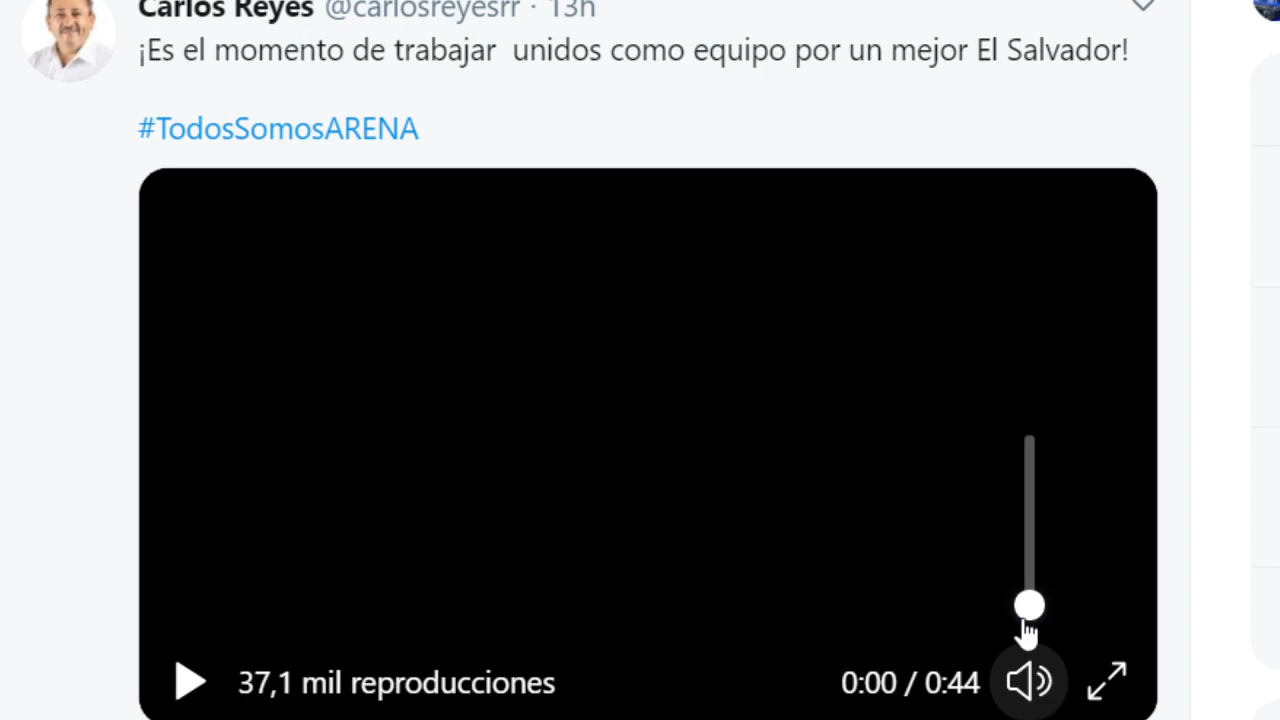 Carlos Reyes @carlosreyesrr · 13h
¡Es el momento de trabajar  unidos como equipo por un mejor El Salvador!
#TodosSomosARENA
37,1 mil reproducciones
0:00 / 0:44